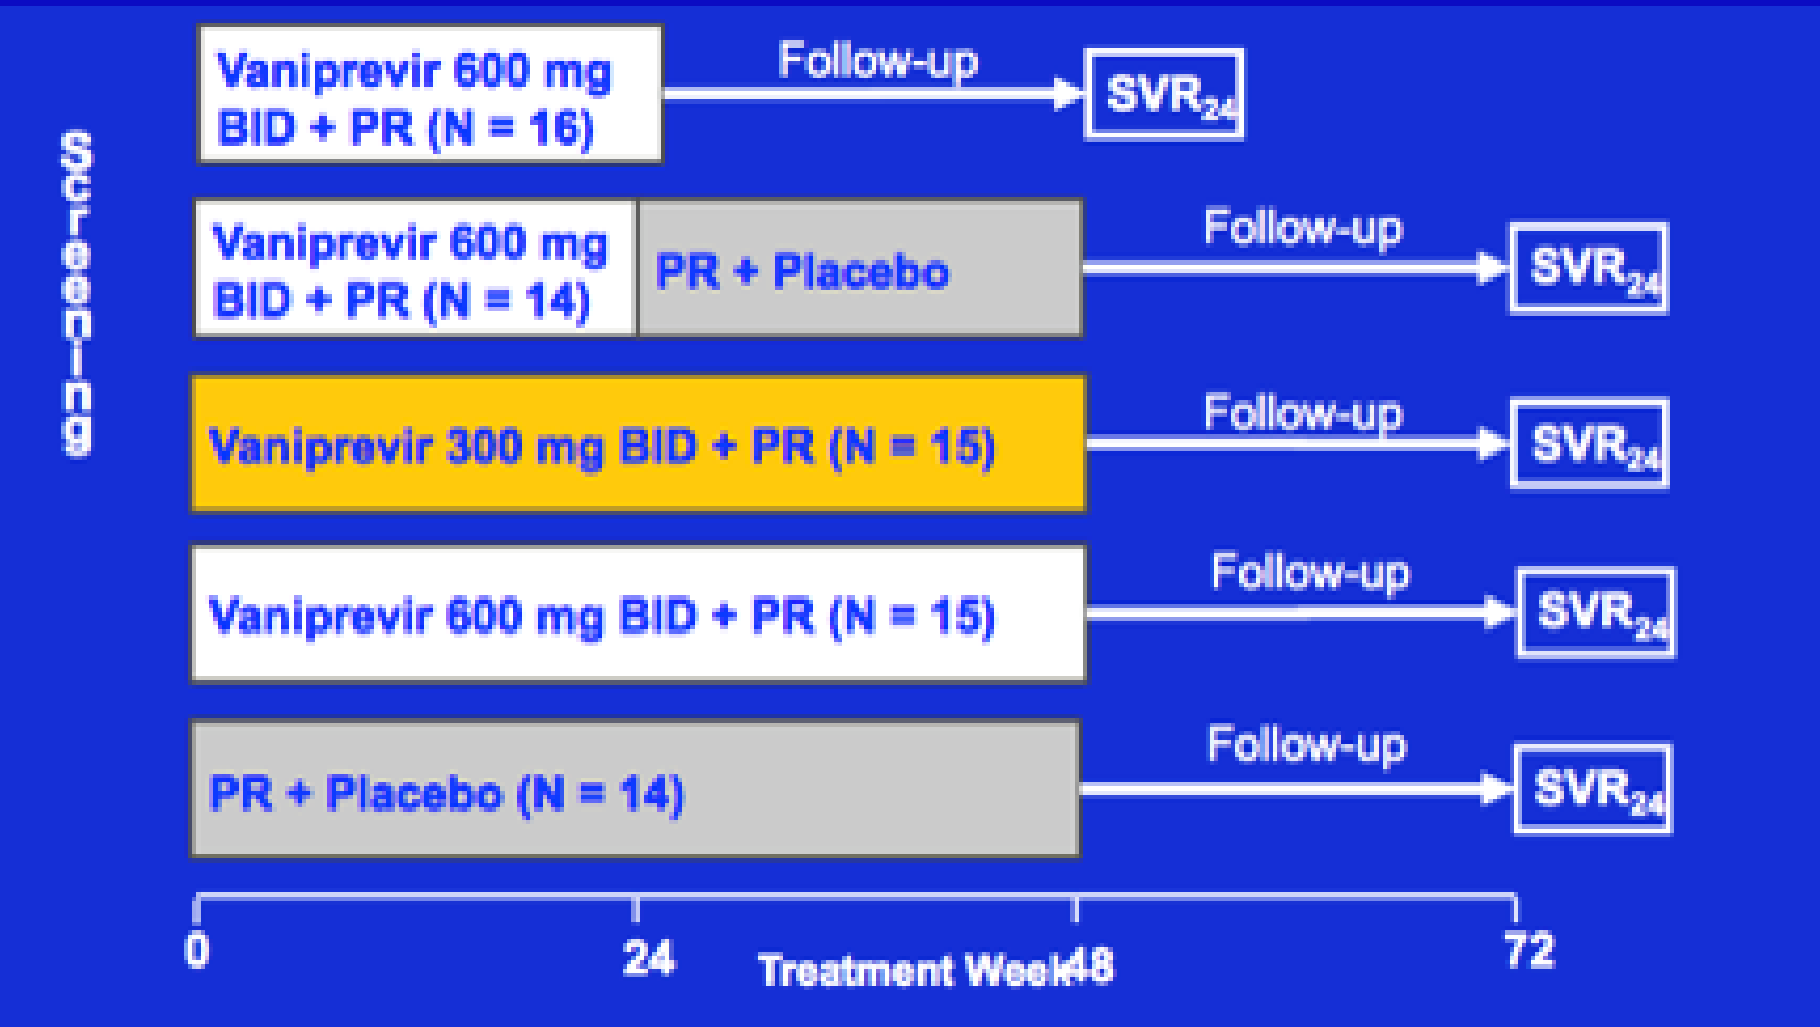 Screening
Vaniprevir 600 mg
BID + PR (N = 16)
Follow-up
SVR24
Vaniprevir 600 mg
BID + PR (N = 14)
PR + Placebo
Follow-up
SVR24
Vaniprevir 300 mg BID + PR (N = 15)
Follow-up
SVR24
Vaniprevir 600 mg BID + PR (N = 15)
Follow-up
SVR24
PR + Placebo (N = 14)
Follow-up
SVR24
0
24
48
72
Treatment Week